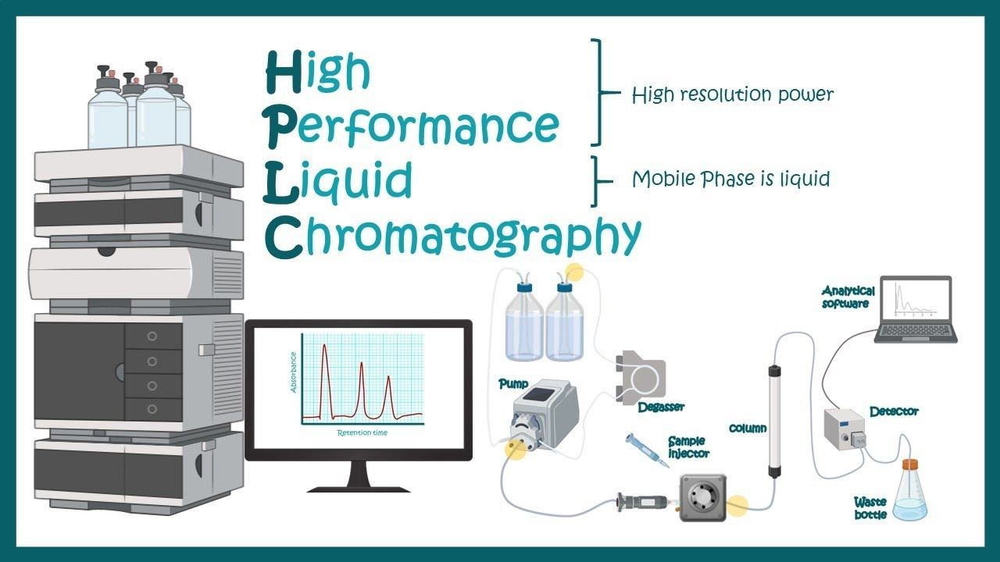 High
Performance
Liquid
Chromatography
High resolution power
Mobile Phase is liquid
Absorbance
Retention time
Pump
Degasser
Sample
injector
column
Analytical
software
Detector
Waste
bottle